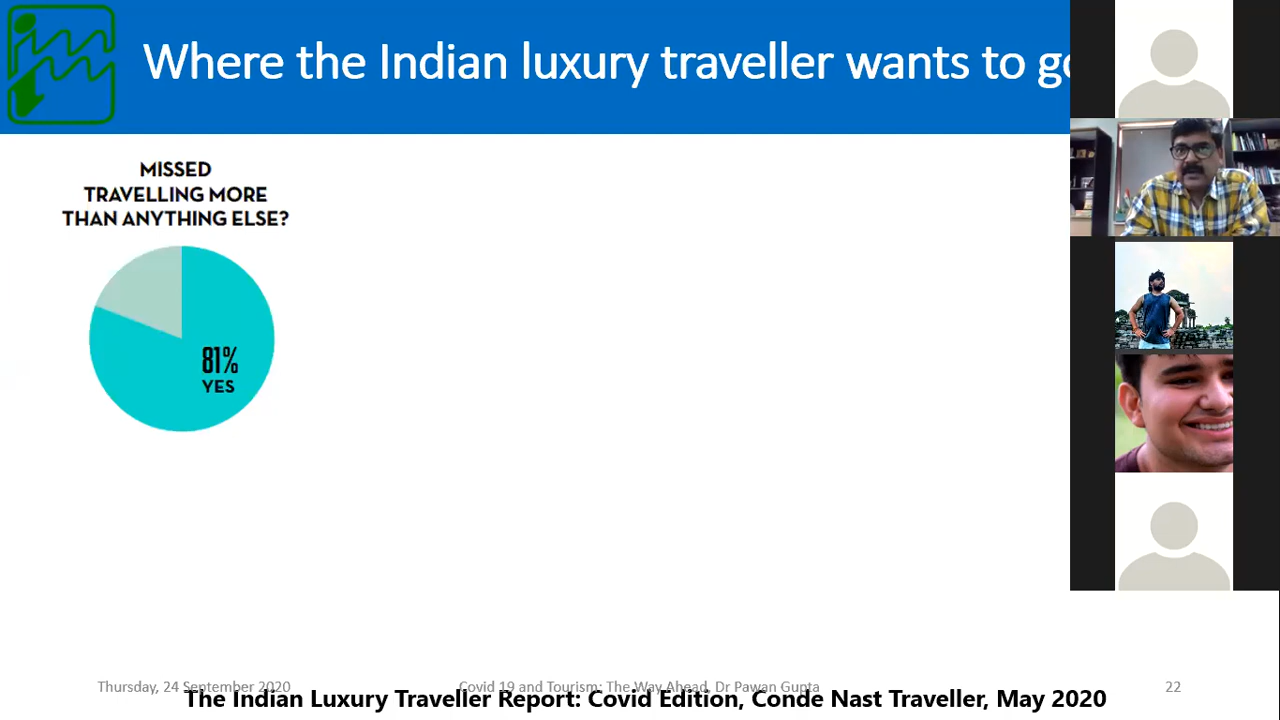 Where the Indian luxury traveller wants to go
MISSED
TRAVELLING MORE
THAN ANYTHING ELSE?
81%
YES
Thursday, 24 September 2020
Covid 19 and Tourism: The Way Ahead, Dr Pawan Gupta
22
The Indian Luxury Traveller Report: Covid Edition, Conde Nast Traveller, May 2020